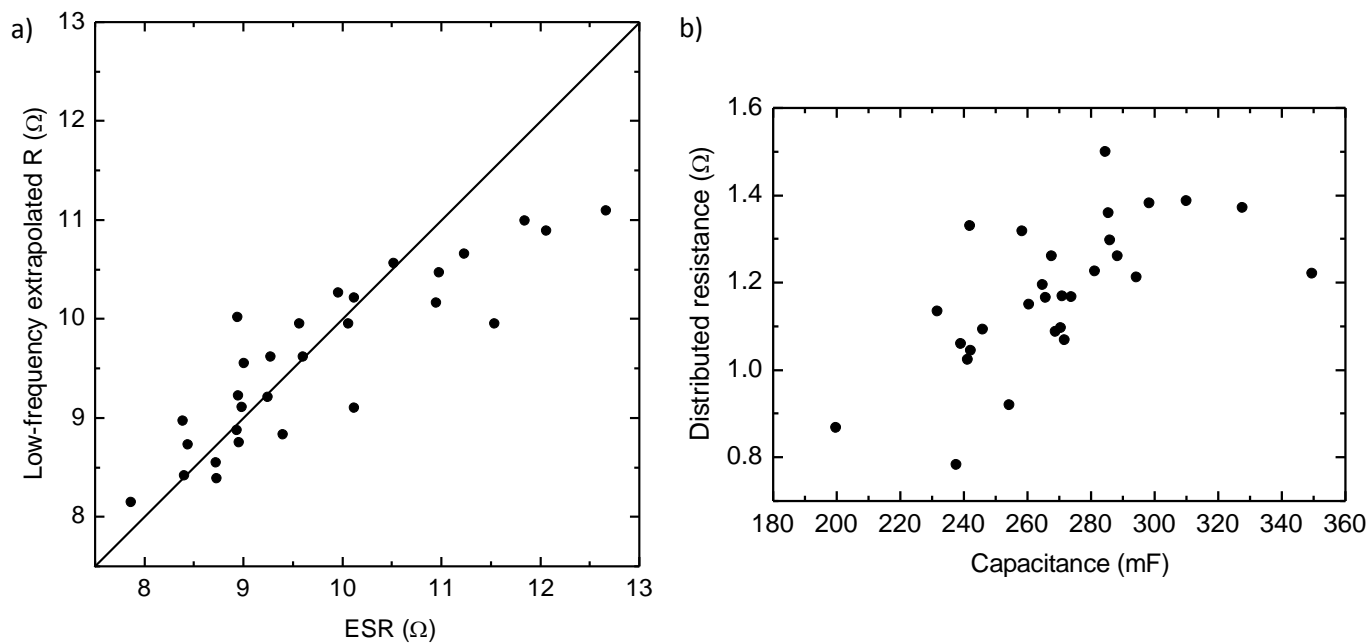 a)
13
12
11
10
9
8
Low-frequency extrapolated R (Ω)
8 9 10 11 12 13
ESR (Ω)
b)
1.6
1.4
1.2
1.0
0.8
Distributed resistance (Ω)
180 200 220 240 260 280 300 320 340 360
Capacitance (mF)